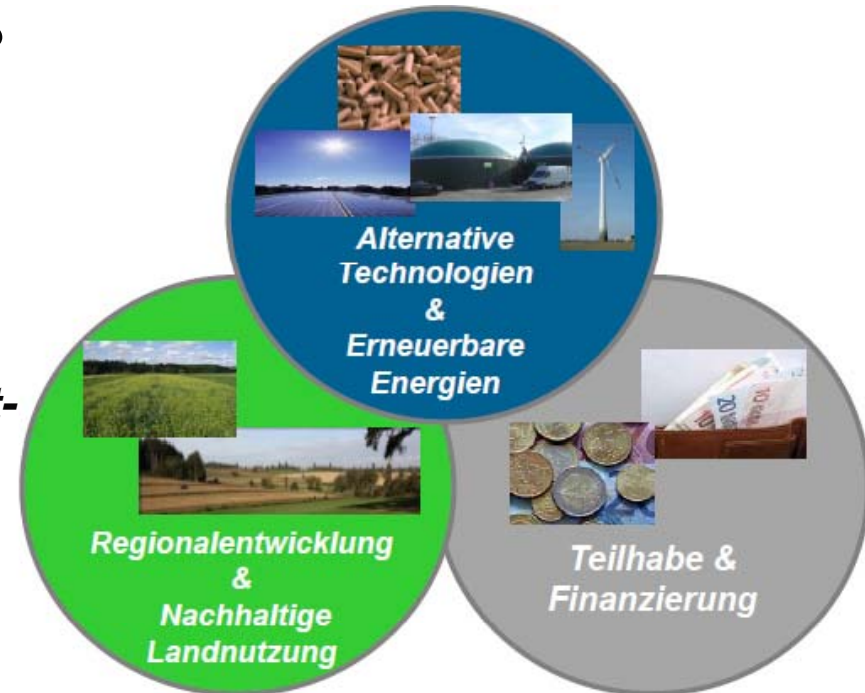 Alternative
Technologien
&
Erneuerbare
Energien
Regionalentwicklung
&
Nachhaltige
Landnutzung
Teilhabe &
Finanzierung